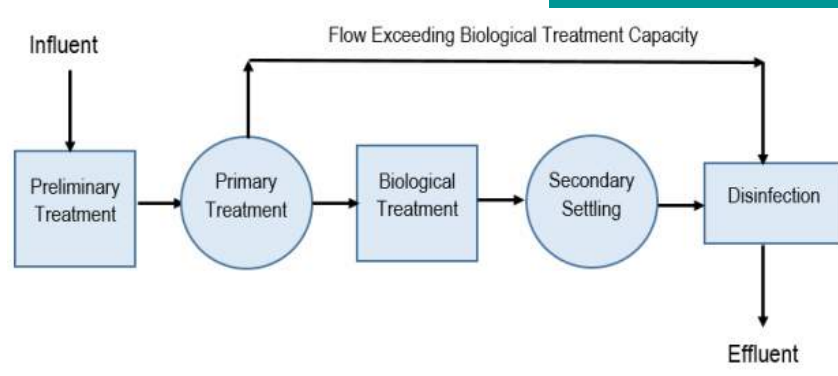 Flow Exceeding Biological Treatment Capacity
Influent
Preliminary
Treatment
Primary
Treatment
Biological
Treatment
Secondary
Settling
Disinfection
Effluent